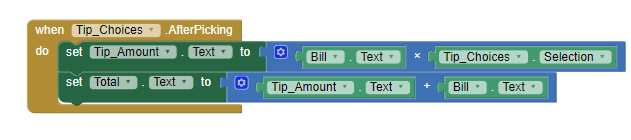 when Tip_Choices .AfterPicking
do set Tip_Amount . Text to Bill . Text × Tip_Choices . Selection
set Total . Text to Tip_Amount . Text + Bill . Text